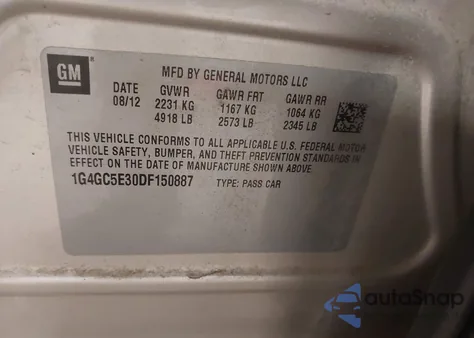 GM
MFD BY GENERAL MOTORS LLC
DATE GVWR GAWR FRT GAWR RR
08/12 2231 KG 1167 KG 1064 KG
4918 LB 2573 LB 2345 LB
THIS VEHICLE CONFORMS TO ALL APPLICABLE U.S. FEDERAL MOTOR
VEHICLE SAFETY, BUMPER, AND THEFT PREVENTION STANDARDS IN
EFFECT ON THE DATE OF MANUFACTURE SHOWN ABOVE.
1G4GC5E30DF150887 TYPE: PASS CAR
autoSnap